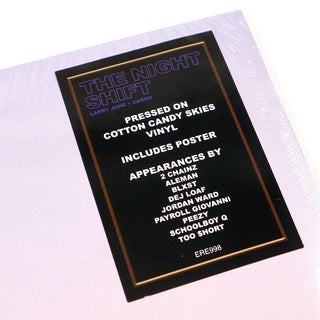 THE NIGHT
SHIFT
LARRY JUNE + CARDO
PRESSED ON
COTTON CANDY SKIES
VINYL
INCLUDES POSTER
APPEARANCES BY
2 CHAINZ
ALEMAN
BLXST
DEJ LOAF
JORDAN WARD
PAYROLL GIOVANNI
PEEZY
SCHOOLBOY Q
TOO $HORT
ERE998